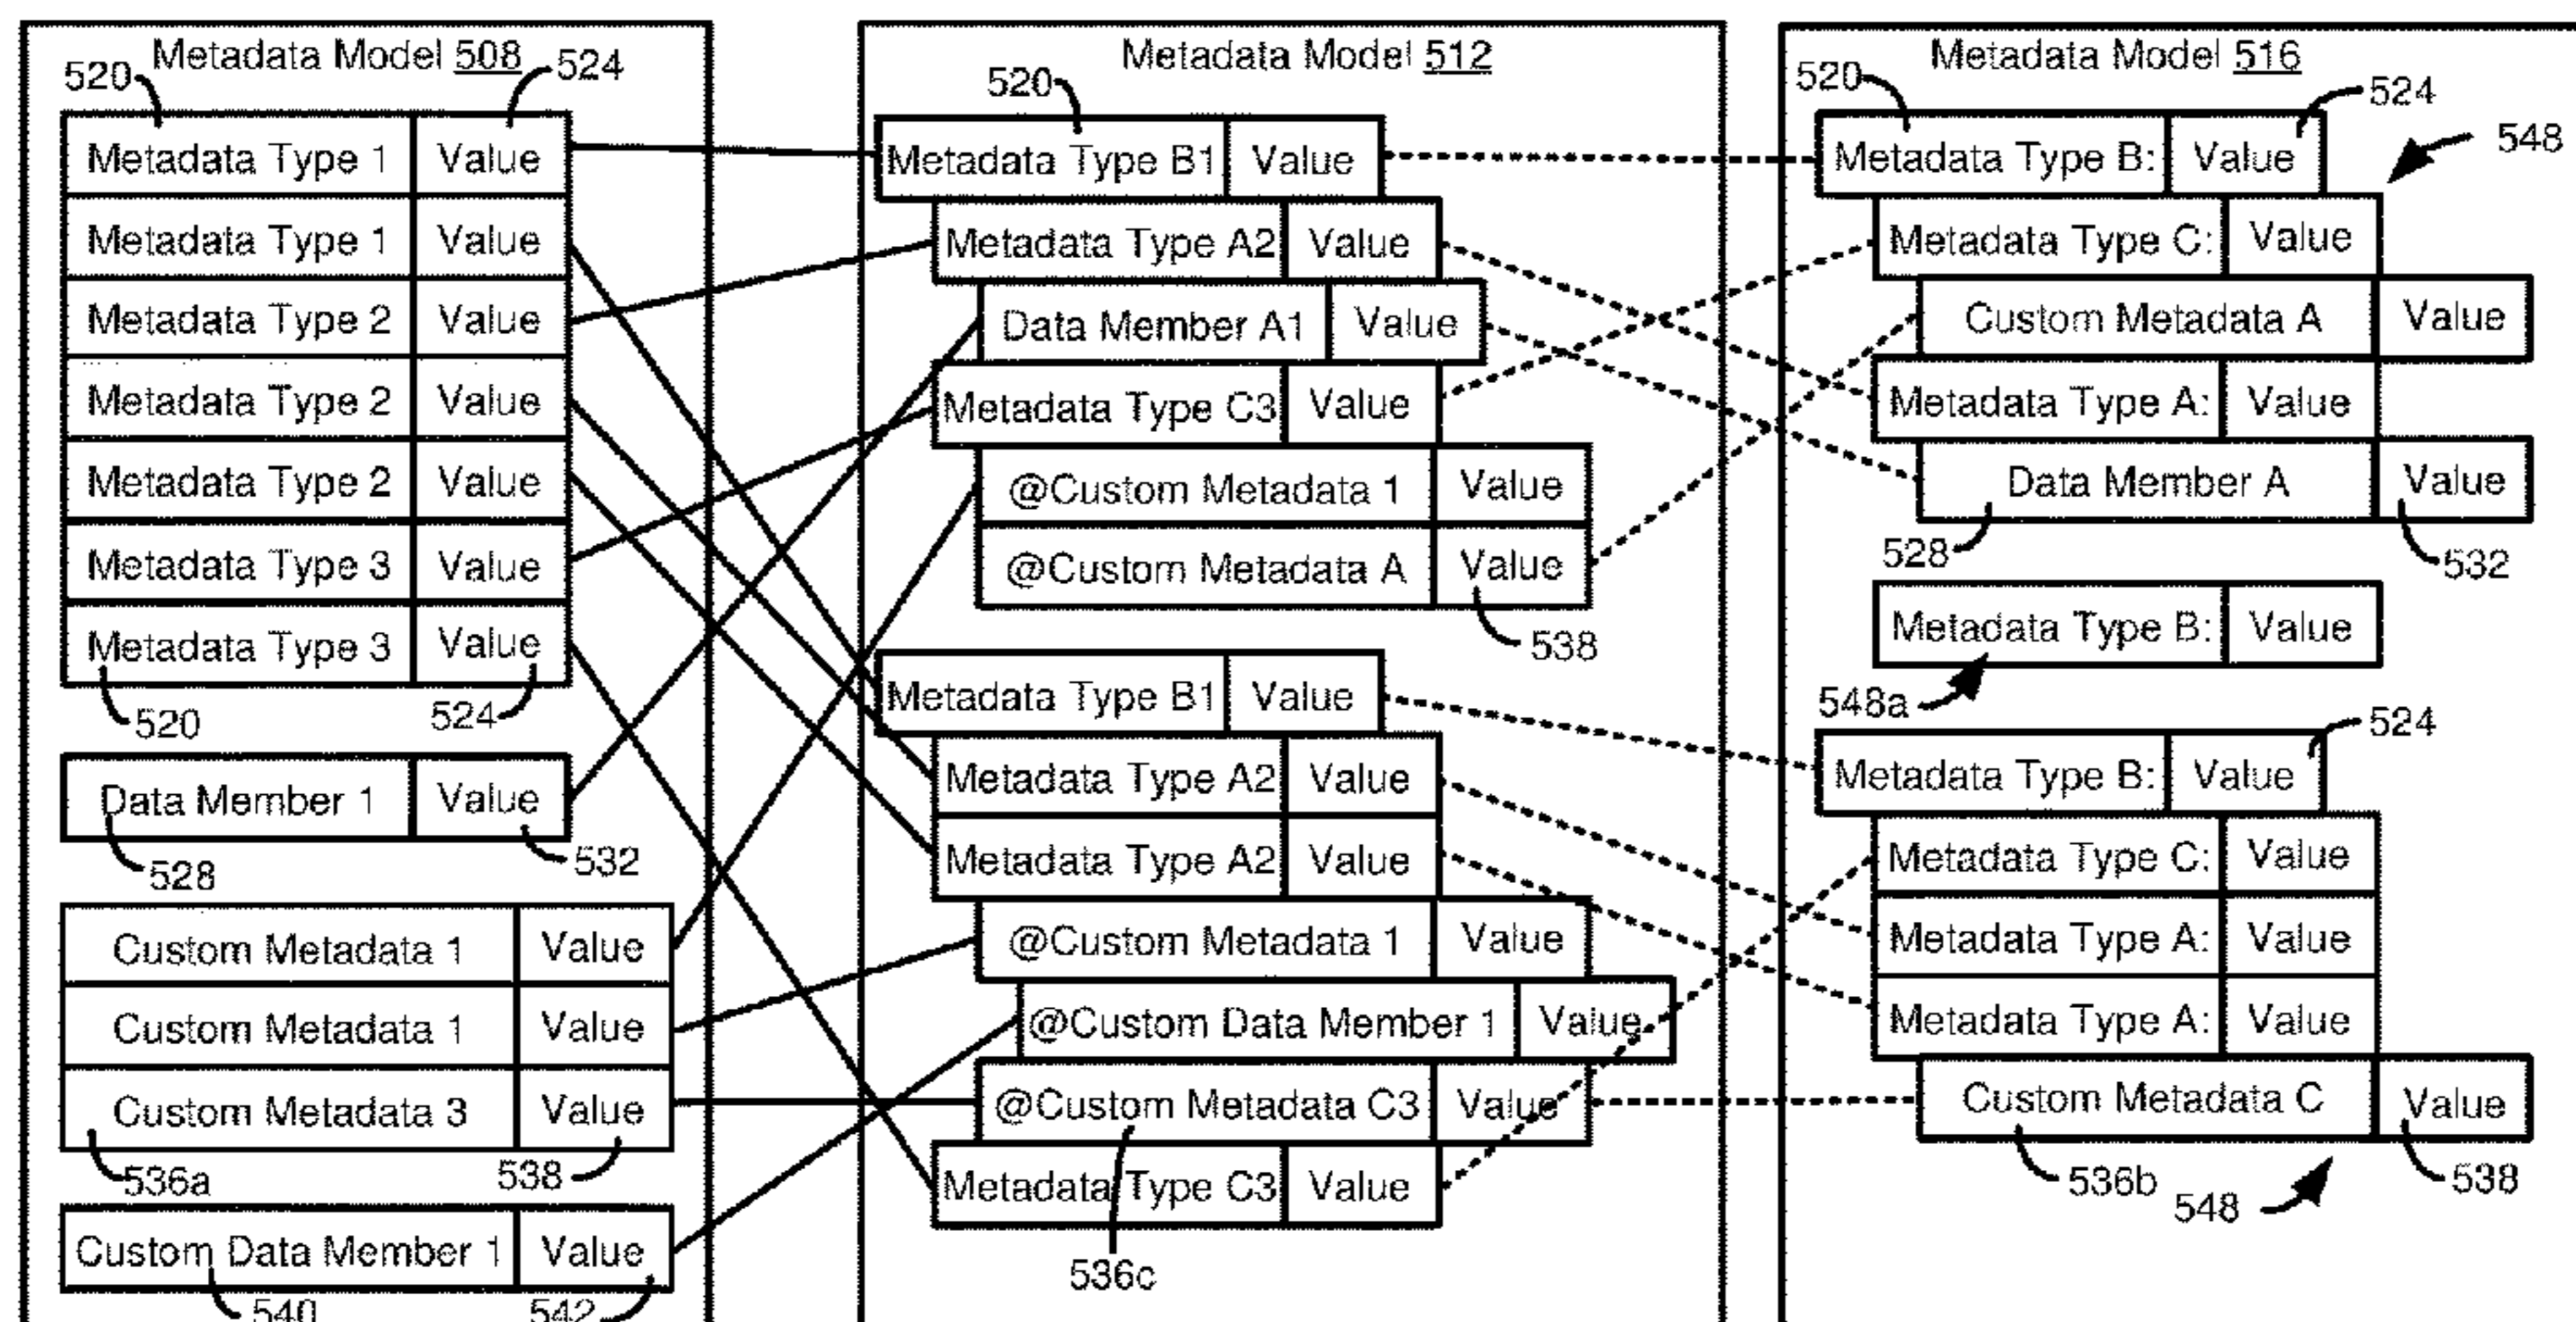 Metadata Model 508
520
524
Metadata Type 1 Value
Metadata Type 1 Value
Metadata Type 2 Value
Metadata Type 2 Value
Metadata Type 2 Value
Metadata Type 3 Value
Metadata Type 3 Value
520
524
Data Member 1 Value
528
532
Custom Metadata 1 Value
Custom Metadata 1 Value
Custom Metadata 3 Value
536a
538
Custom Data Member 1 Value
540
542
Metadata Model 512
520
Metadata Type B1 Value
Metadata Type A2 Value
Data Member A1 Value
Metadata Type C3 Value
@Custom Metadata 1 Value
@Custom Metadata A Value
538
Metadata Type B1 Value
Metadata Type A2 Value
Metadata Type A2 Value
@Custom Metadata 1 Value
@Custom Data Member 1 Value
@Custom Metadata C3 Value
Metadata Type C3 Value
536c
Metadata Model 516
520
524
548
Metadata Type B: Value
Metadata Type C: Value
Custom Metadata A Value
Metadata Type A: Value
Data Member A Value
528
532
Metadata Type B: Value
548a
524
Metadata Type B: Value
Metadata Type C: Value
Metadata Type A: Value
Metadata Type A: Value
Custom Metadata C Value
536b
548
538